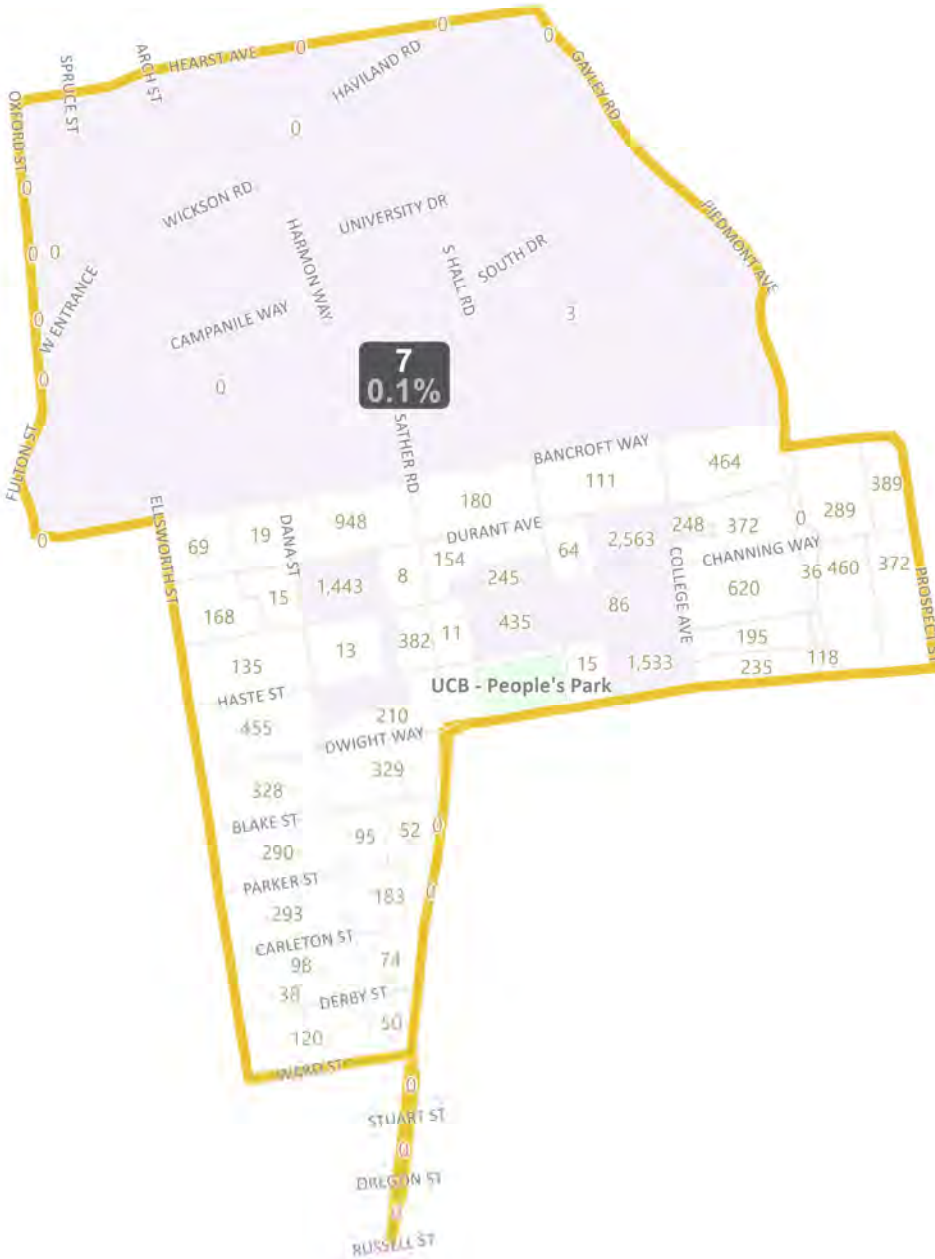 0
0
HEARST AVE
0
0
HAVILAND RD
ARCH ST
SPRUCE ST
GAYLEY RD
OXFORD ST
0
0
WICKSON RD
UNIVERSITY DR
PIEDMONT AVE
HARMON WAY
S HALL RD
SOUTH DR
0
0
W ENTRANCE
0
CAMPANILE WAY
3
7
0.1%
0
0
SATHER RD
FULTON ST
BANCROFT WAY
464
111
180
389
ELLSWORTH ST
DANA ST
948
DURANT AVE
289
0
0
69
19
64
2,563
248
372
CHANNING WAY
154
8
1,443
245
COLLEGE AVE
36
460
372
620
PROSPECT ST
168
15
86
435
382
11
13
195
135
15
1,533
235
118
HASTE ST
UCB - People's Park
455
210
DWIGHT WAY
329
328
BLAKE ST
95
52
0
290
PARKER ST
183
0
293
CARLETON ST
98
74
38
DERBY ST
50
120
WARD ST
0
STUART ST
0
OREGON ST
0
RUSSELL ST